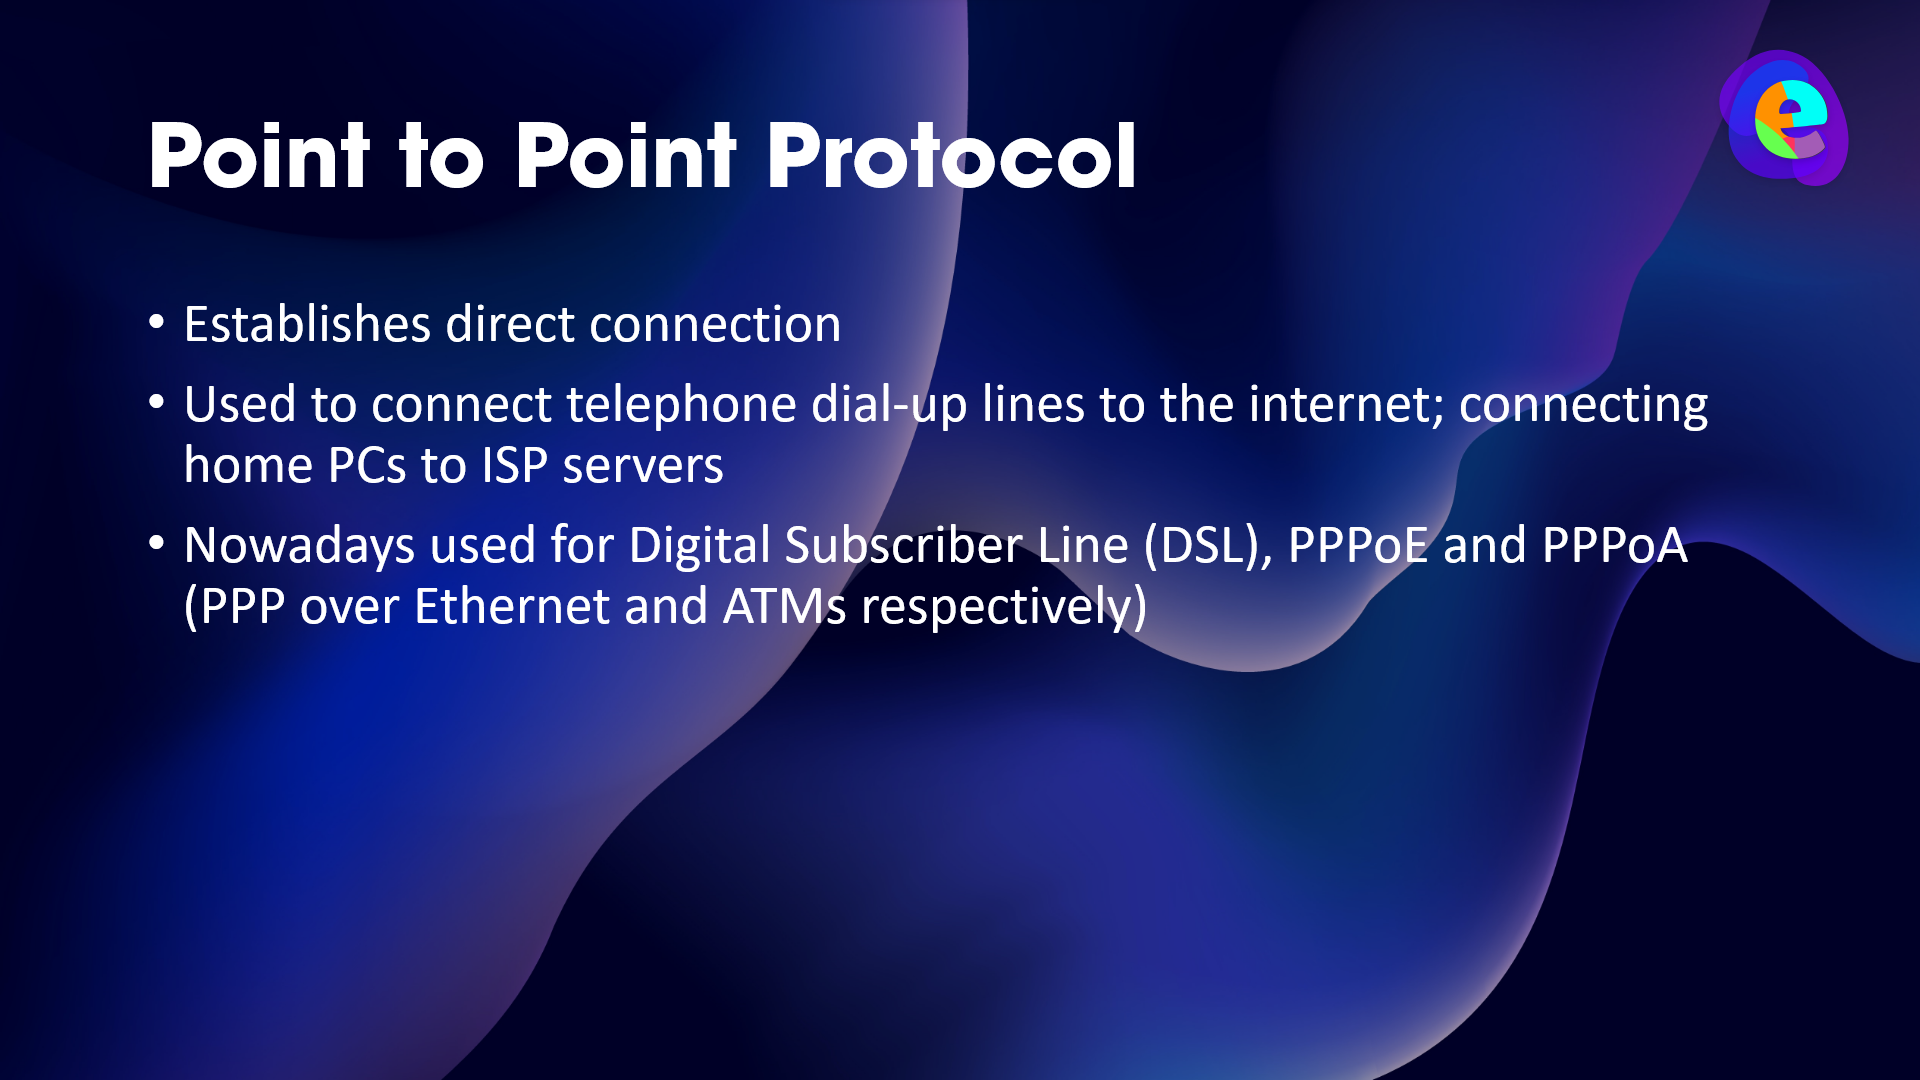 Point to Point Protocol
• Establishes direct connection
• Used to connect telephone dial-up lines to the internet; connecting
home PCs to ISP servers
• Nowadays used for Digital Subscriber Line (DSL), PPPoE and PPPoA
(PPP over Ethernet and ATMs respectively)
e